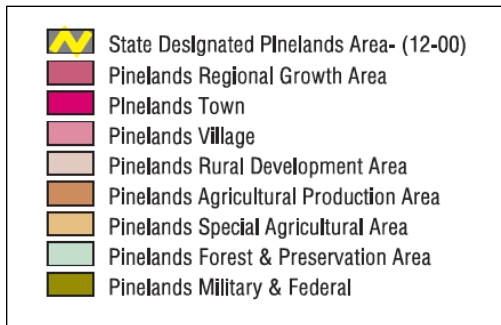 State Designated Pinelands Area- (12-00)
Pinelands Regional Growth Area
Pinelands Town
Pinelands Village
Pinelands Rural Development Area
Pinelands Agricultural Production Area
Pinelands Special Agricultural Area
Pinelands Forest & Preservation Area
Pinelands Military & Federal